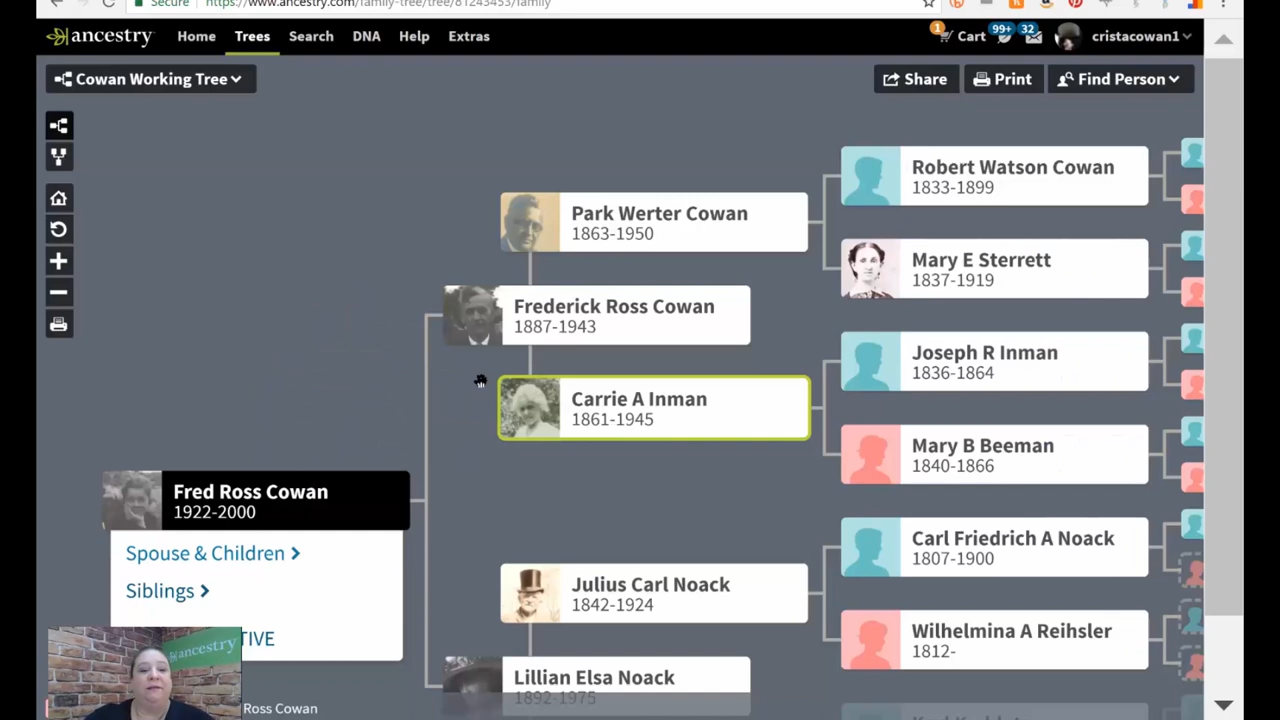 Secure https://www.ancestry.com/family-tree/tree/81243453/family
ancestry Home Trees Search DNA Help Extras 1 Cart 99+ 32 cristacowan1
Cowan Working Tree Share Print Find Person
Robert Watson Cowan
1833-1899
Park Werter Cowan
1863-1950
Mary E Sterrett
1837-1919
Frederick Ross Cowan
1887-1943
Joseph R Inman
1836-1864
Carrie A Inman
1861-1945
Mary B Beeman
1840-1866
Fred Ross Cowan
1922-2000
Spouse & Children
Siblings
TIVE
Carl Friedrich A Noack
1807-1900
Julius Carl Noack
1842-1924
Wilhelmina A Reihsler
1812-
Lillian Elsa Noack
1892-1975
ancestry
Ross Cowan